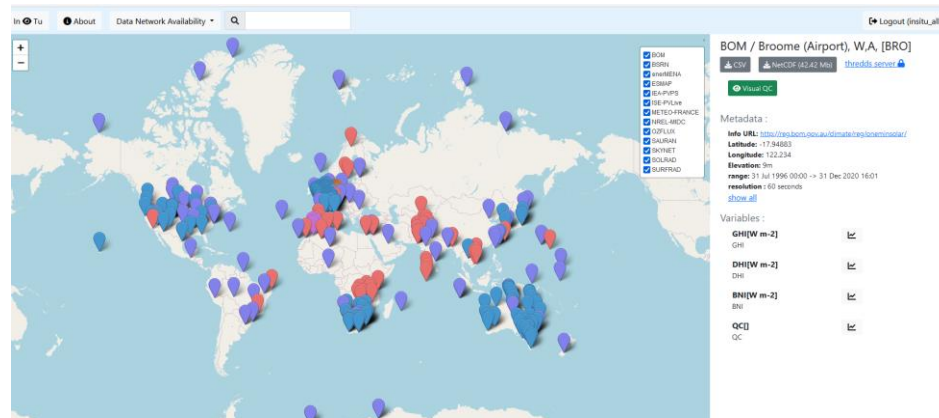 In Tu
About
Data Network Availability
Logout (insitu_all
+
−
BOM
BSRN
enerMENA
ESMAP
IEA-PVPS
ISE-PVLive
METEO-FRANCE
NREL-MIDC
OZFLUX
SAURAN
SKYNET
SOLRAD
SURFRAD
BOM / Broome (Airport), W,A, [BRO]
CSV NetCDF (42.42 Mb) thredds server
Visual QC
Metadata :
Info URL: http://reg.bom.gov.au/climate/reg/oneminsolar/
Latitude: -17.94883
Longitude: 122.234
Elevation: 9m
range: 31 Jul 1996 00:00 -> 31 Dec 2020 16:01
resolution : 60 seconds
show all
Variables :
GHI[W m-2]
GHI
DHI[W m-2]
DHI
BNI[W m-2]
BNI
QC[]
QC